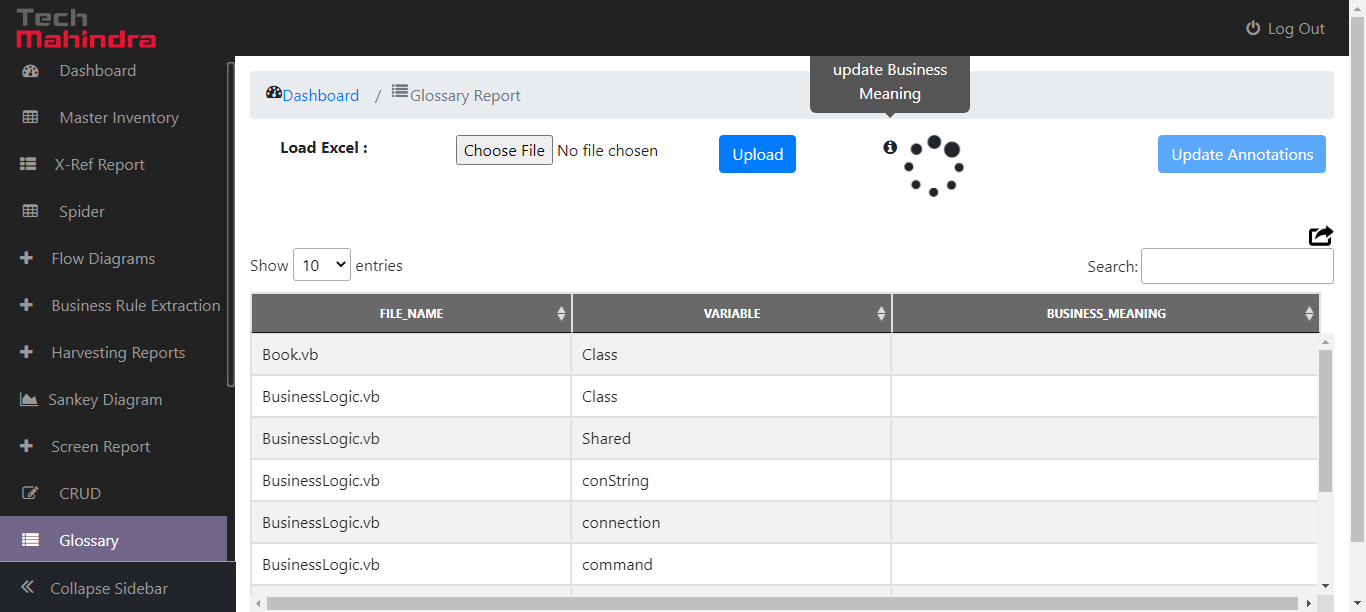 Tech
Mahindra
Log Out
Dashboard
Master Inventory
X-Ref Report
Spider
Flow Diagrams
Business Rule Extraction
Harvesting Reports
Sankey Diagram
Screen Report
CRUD
Glossary
Collapse Sidebar
Dashboard / Glossary Report
update Business
Meaning
Load Excel : Choose File No file chosen Upload Update Annotations
Show 10 entries Search:
FILE_NAME VARIABLE BUSINESS_MEANING
Book.vb Class
BusinessLogic.vb Class
BusinessLogic.vb Shared
BusinessLogic.vb conString
BusinessLogic.vb connection
BusinessLogic.vb command